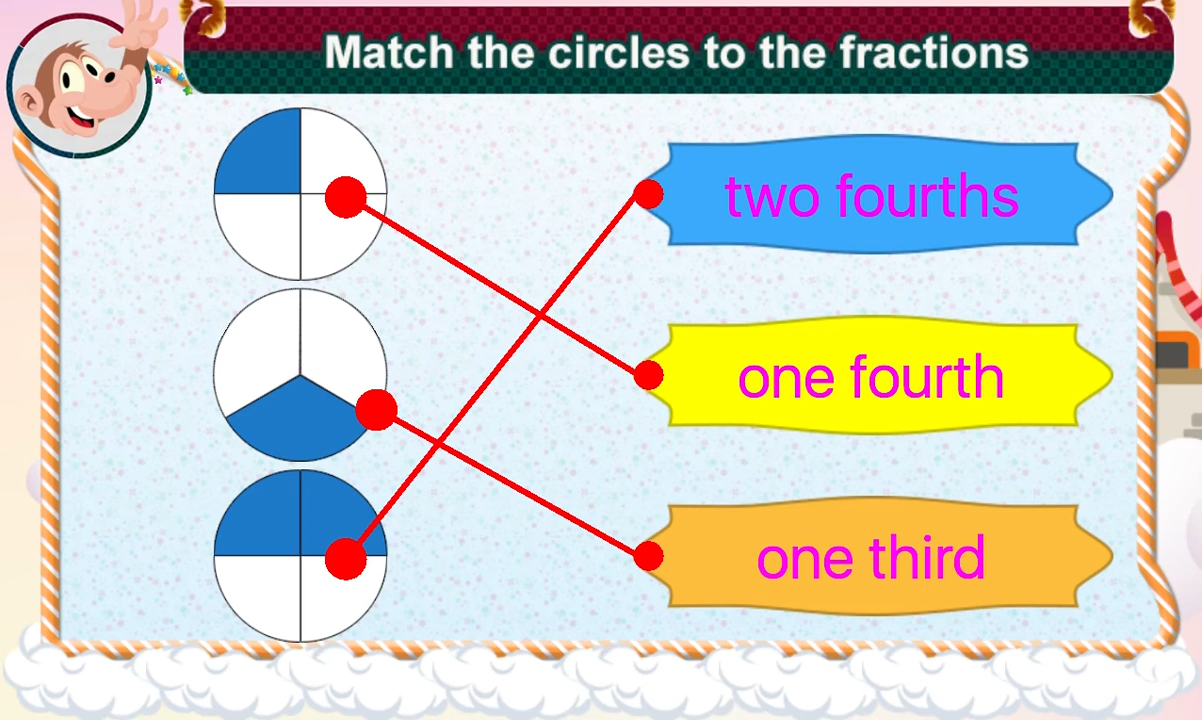 Match the circles to the fractions
two fourths
one fourth
one third